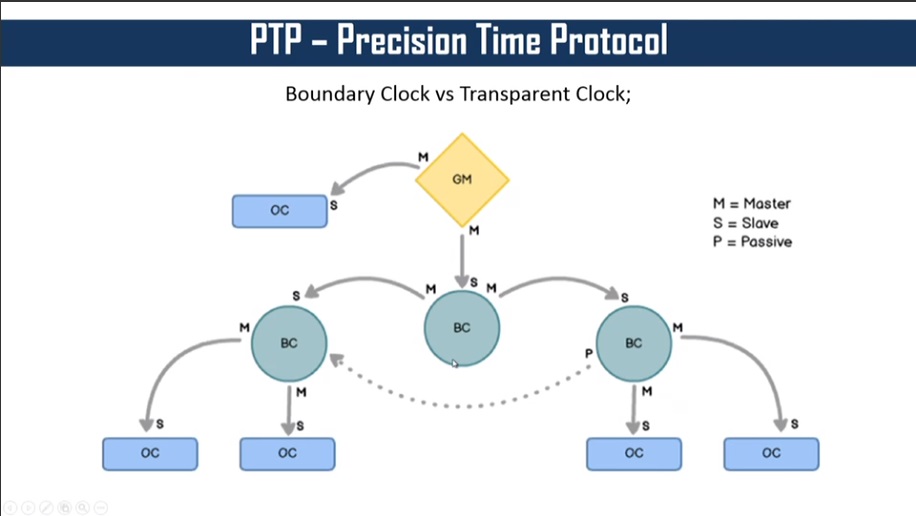 PTP – Precision Time Protocol
Boundary Clock vs Transparent Clock;
M
GM
OC
S
M = Master
S = Slave
P = Passive
M
S
M
M
S
S
M
BC
BC
BC
M
P
M
M
S
S
S
S
OC
OC
OC
OC